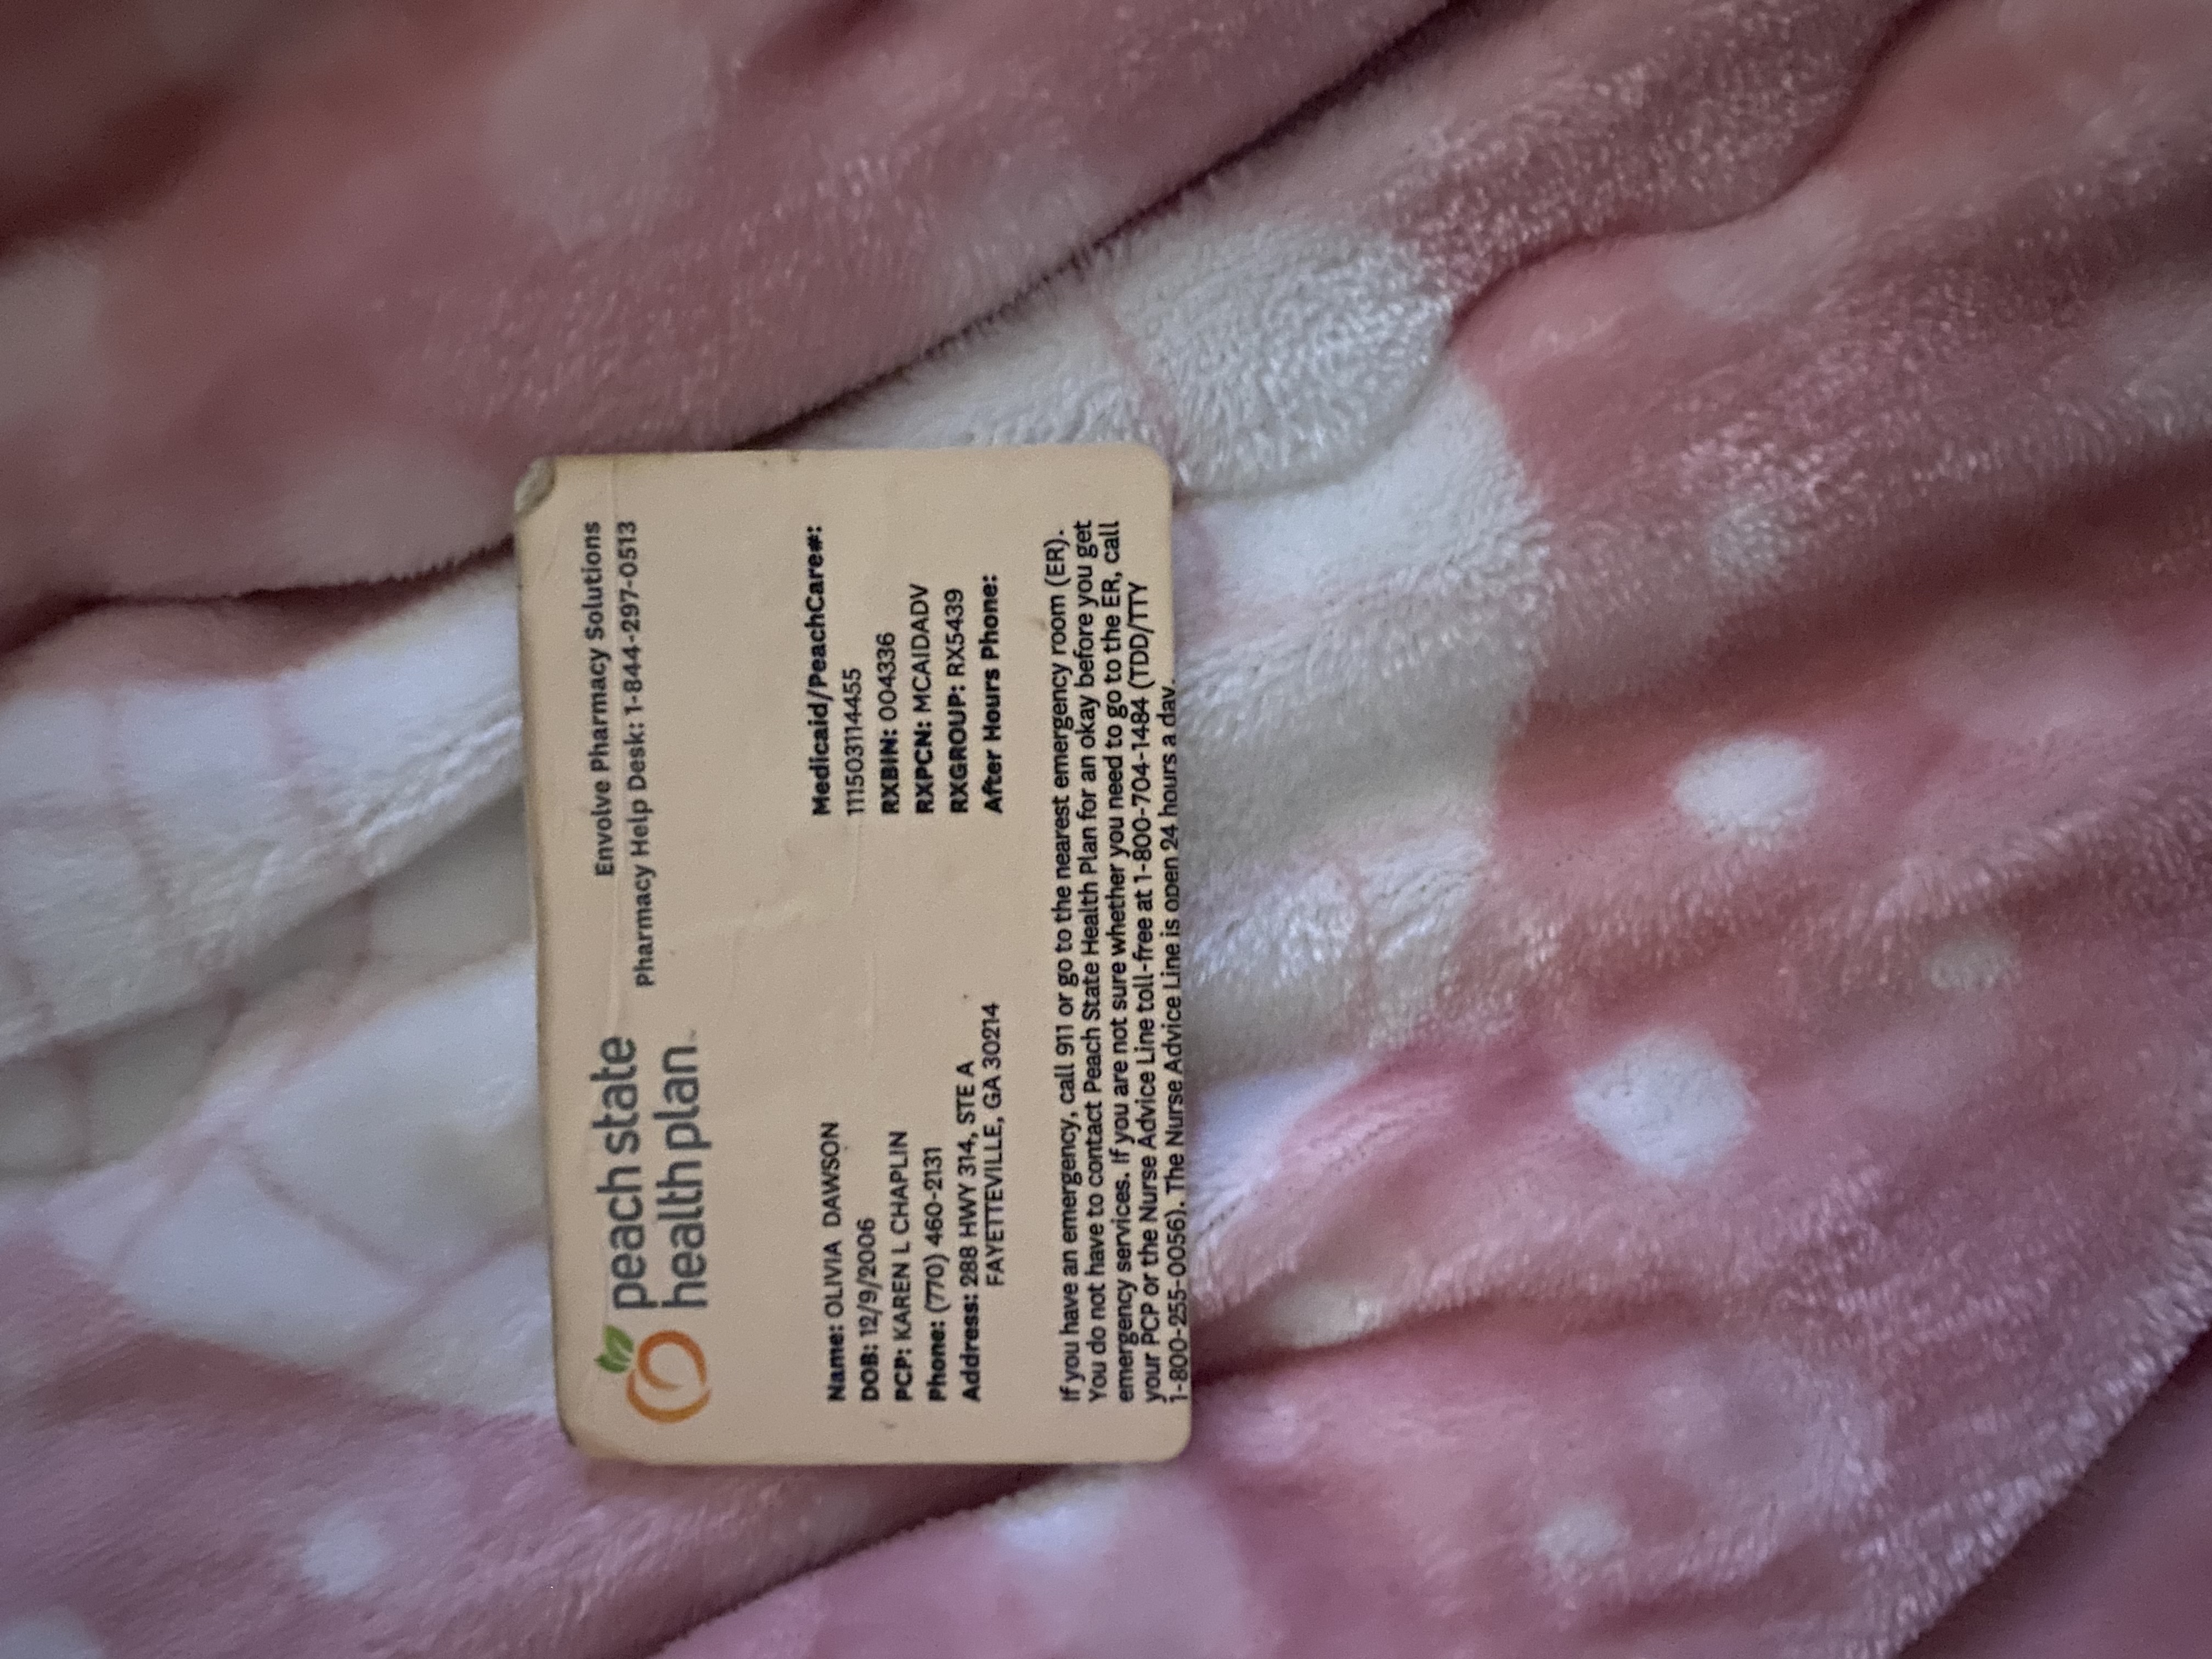 peach state
health plan™
Envolve Pharmacy Solutions
Pharmacy Help Desk: 1-844-297-0513
Name: OLIVIA DAWSON
DOB: 12/9/2006
PCP: KAREN L CHAPLIN
Phone: (770) 460-2131
Address: 288 HWY 314, STE A
FAYETTEVILLE, GA 30214
Medicaid/PeachCare#:
111503114455
RXBIN: 004336
RXPCN: MCAIDADV
RXGROUP: RX5439
After Hours Phone:
If you have an emergency, call 911 or go to the nearest emergency room (ER).
You do not have to contact Peach State Health Plan for an okay before you get
emergency services. If you are not sure whether you need to go to the ER, call
your PCP or the Nurse Advice Line toll-free at 1-800-704-1484 (TDD/TTY
1-800-255-0056). The Nurse Advice Line is open 24 hours a day.